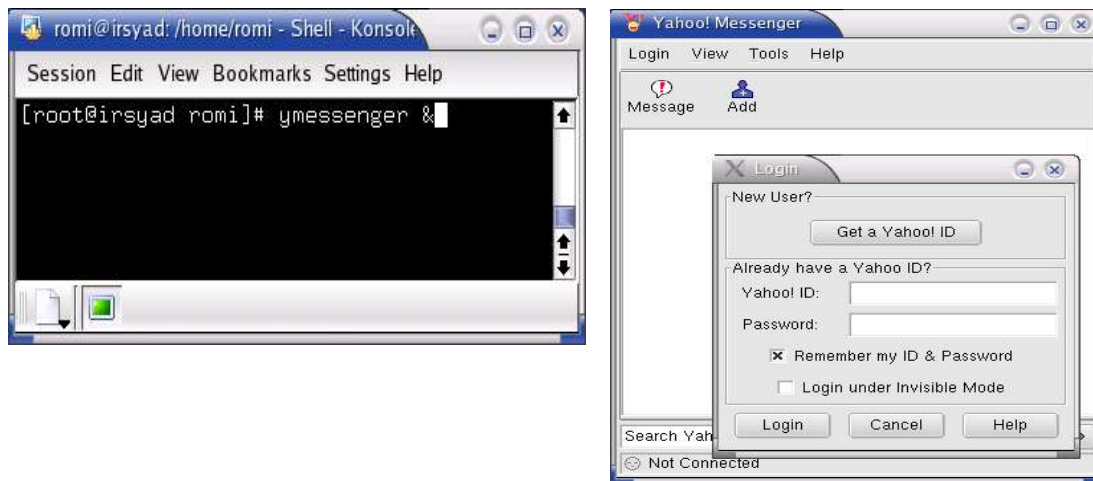 romi@irsyad: /home/romi - Shell - Konsole
Session Edit View Bookmarks Settings Help
[root@irsyad romi]# ymessenger &
Yahoo! Messenger
Login View Tools Help
Message Add
Login
New User?
Get a Yahoo! ID
Already have a Yahoo ID?
Yahoo! ID:
Password:
Remember my ID & Password
Login under Invisible Mode
Login Cancel Help
Search Yah
Not Connected